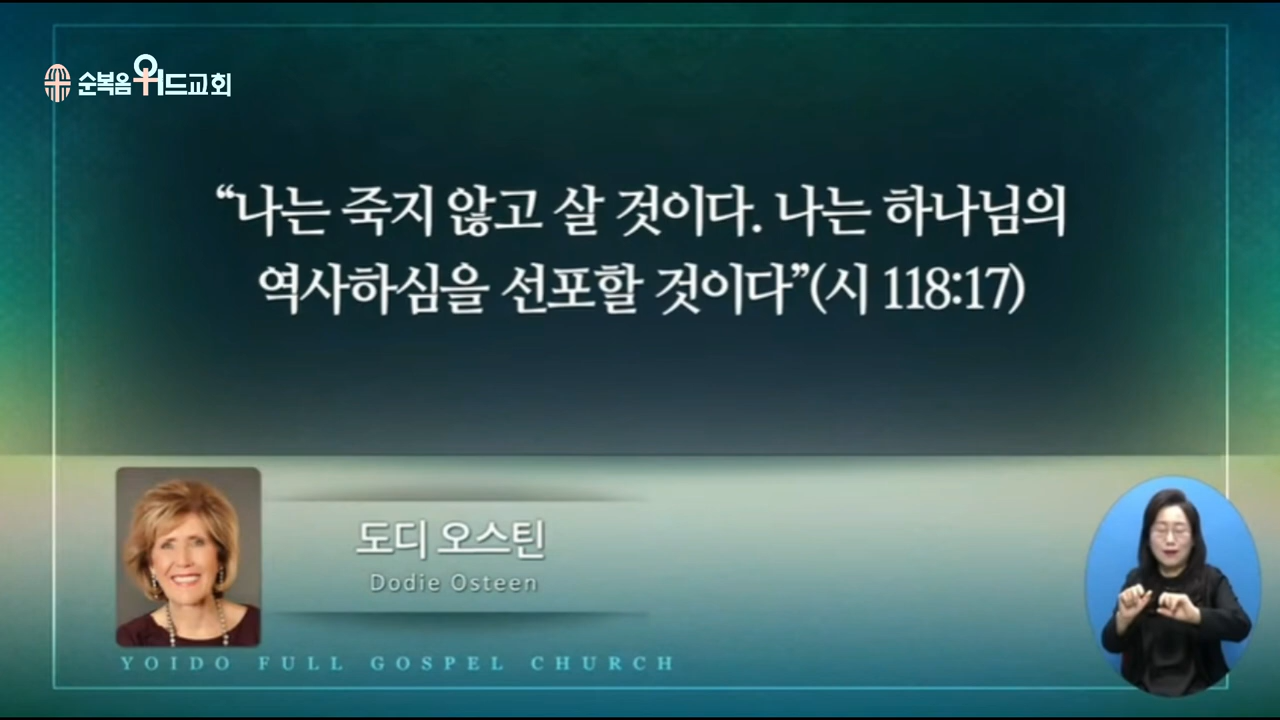 순복음워드교회
“나는 죽지 않고 살 것이다. 나는 하나님의
역사하심을 선포할 것이다”(시 118:17)
도디 오스틴
Dodie Osteen
YOIDO FULL GOSPEL CHURCH